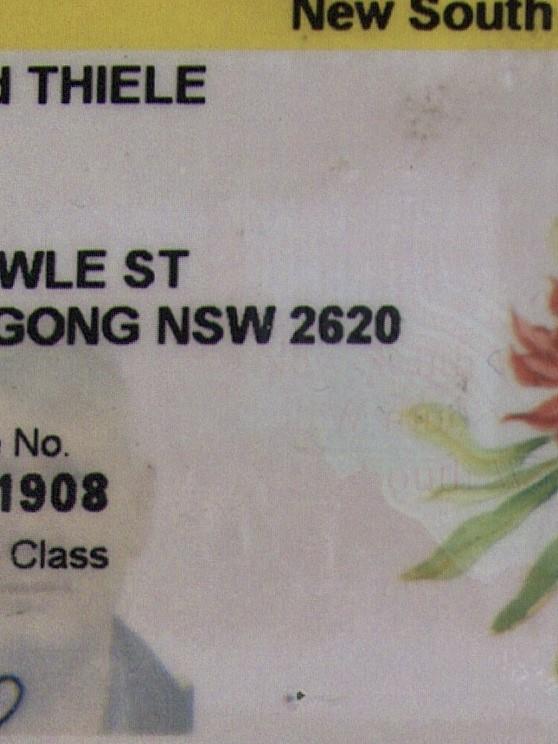 New South
d THIELE
WLE ST
GONG NSW 2620
No.
1908
Class